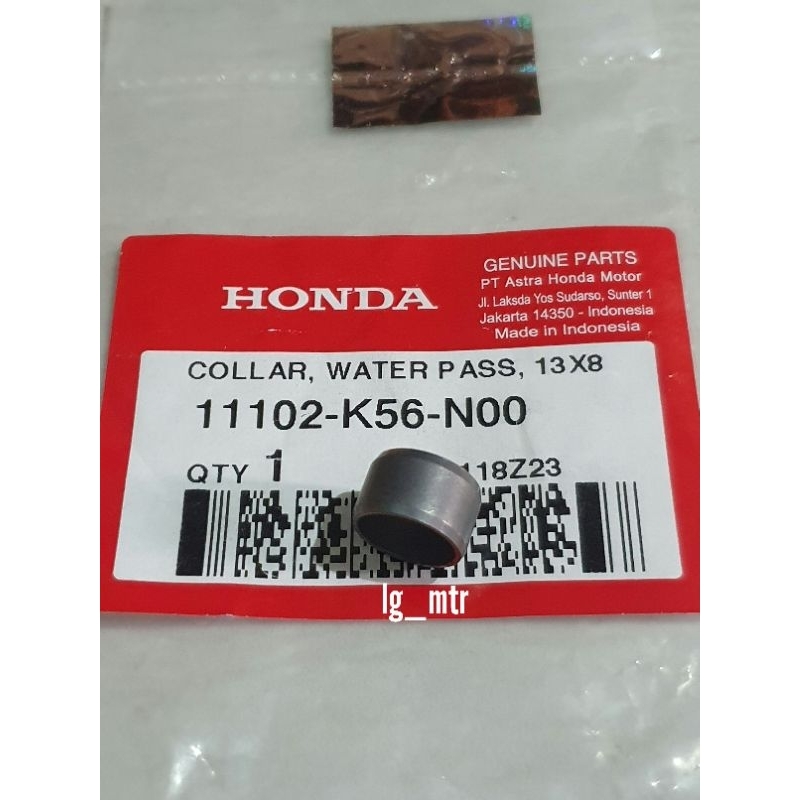 HONDA
GENUINE PARTS
PT Astra Honda Motor
Jl. Laksda Yos Sudarso, Sunter 1
Jakarta 14350 - Indonesia
Made in Indonesia
COLLAR, WATER PASS, 13X8
11102-K56-N00
QTY 1 118Z23
lg_mtr